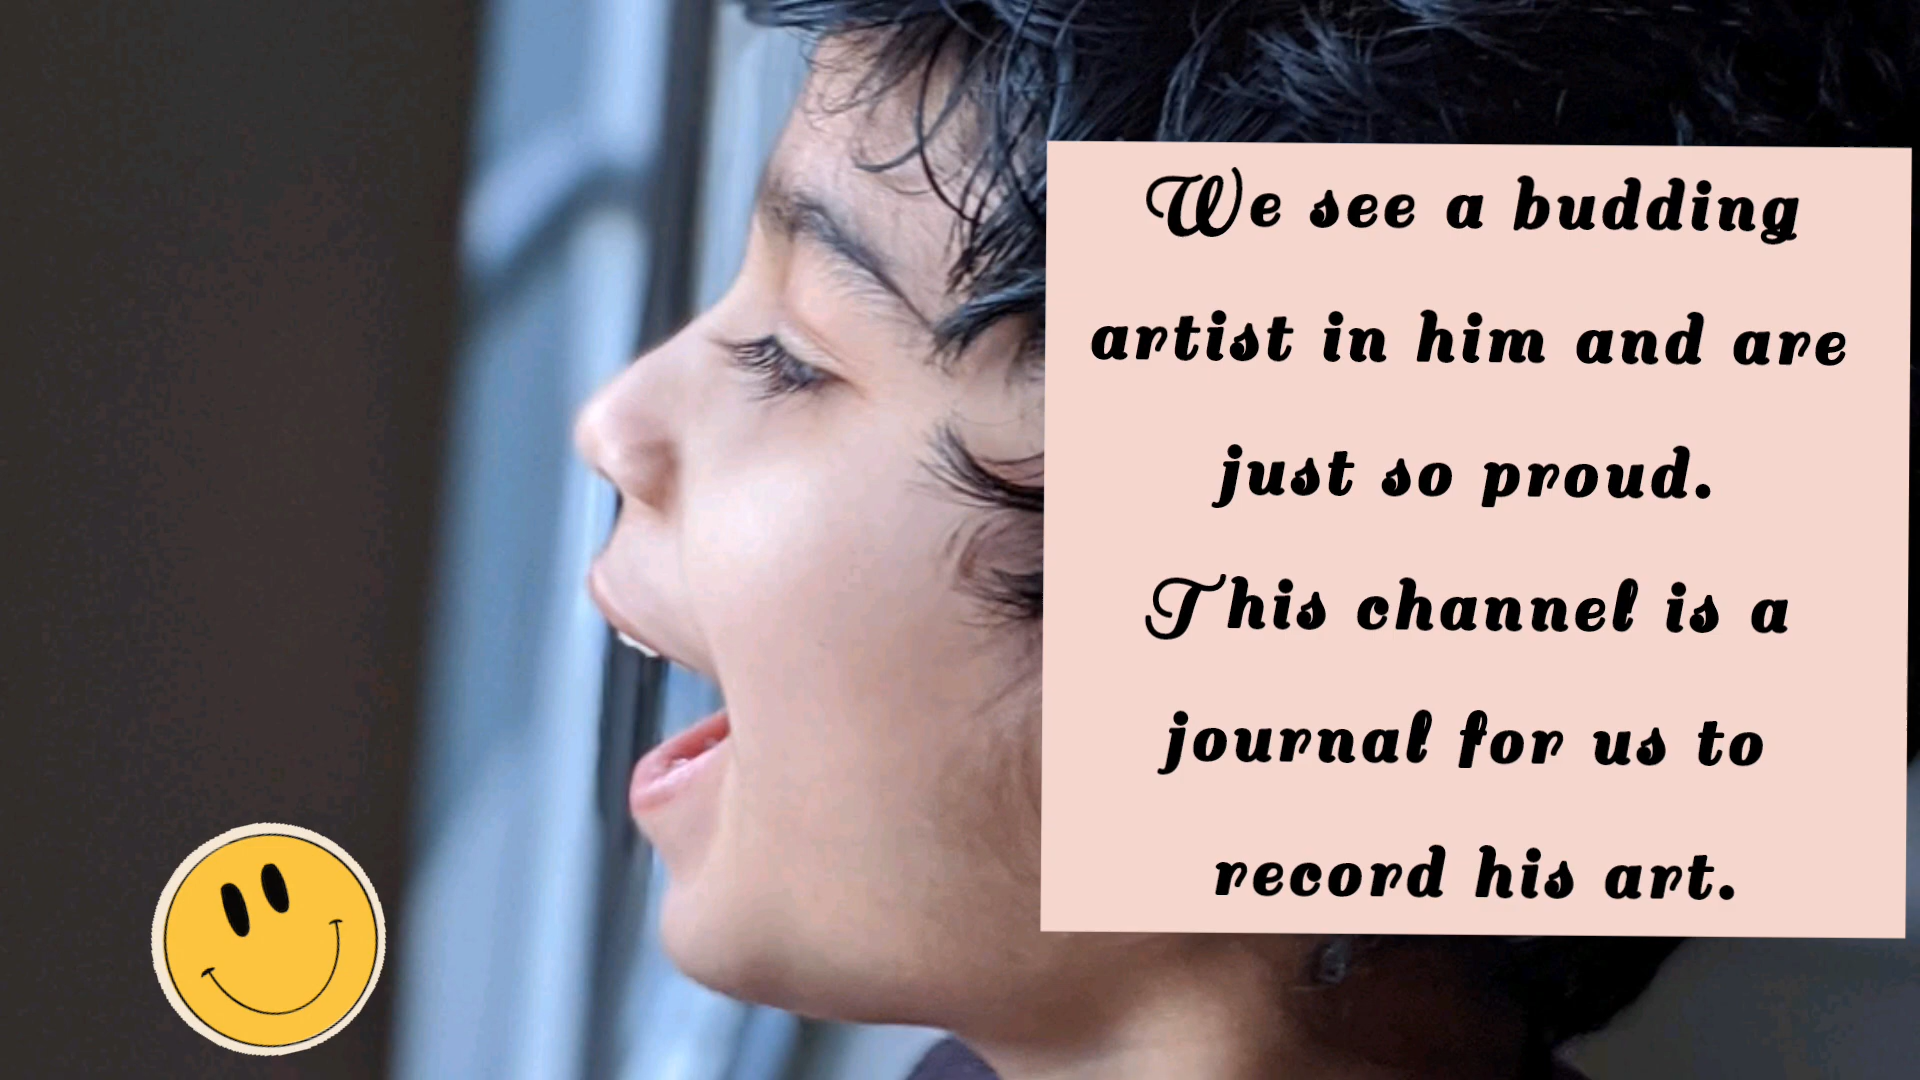 We see a budding
artist in him and are
just so proud.
This channel is a
journal for us to
record his art.